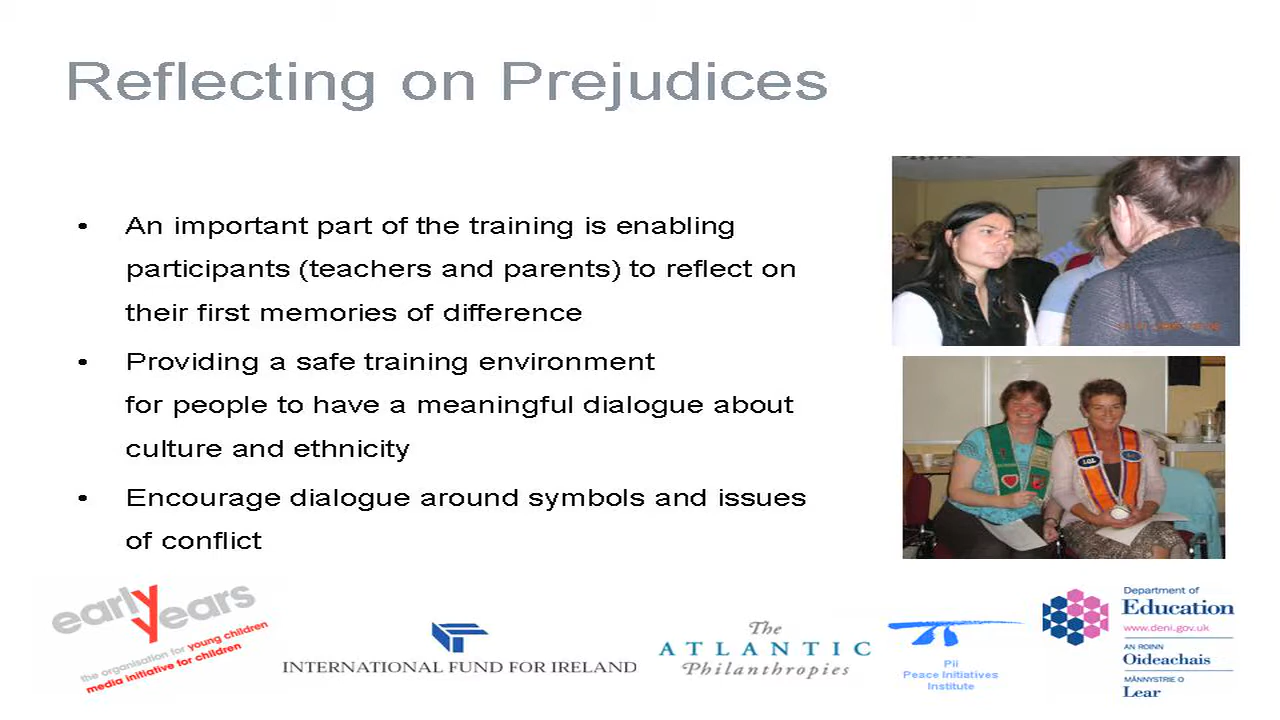 Reflecting on Prejudices
• An important part of the training is enabling
participants (teachers and parents) to reflect on
their first memories of difference
• Providing a safe training environment
for people to have a meaningful dialogue about
culture and ethnicity
• Encourage dialogue around symbols and issues
of conflict
early years
the organisation for young children
media initiative for children
INTERNATIONAL FUND FOR IRELAND
The
ATLANTIC
Philanthropies
Pii
Peace Initiatives
Institute
Department of
Education
www.deni.gov.uk
AN ROINN
Oideachais
MÄNNYSTRIE O
Lear